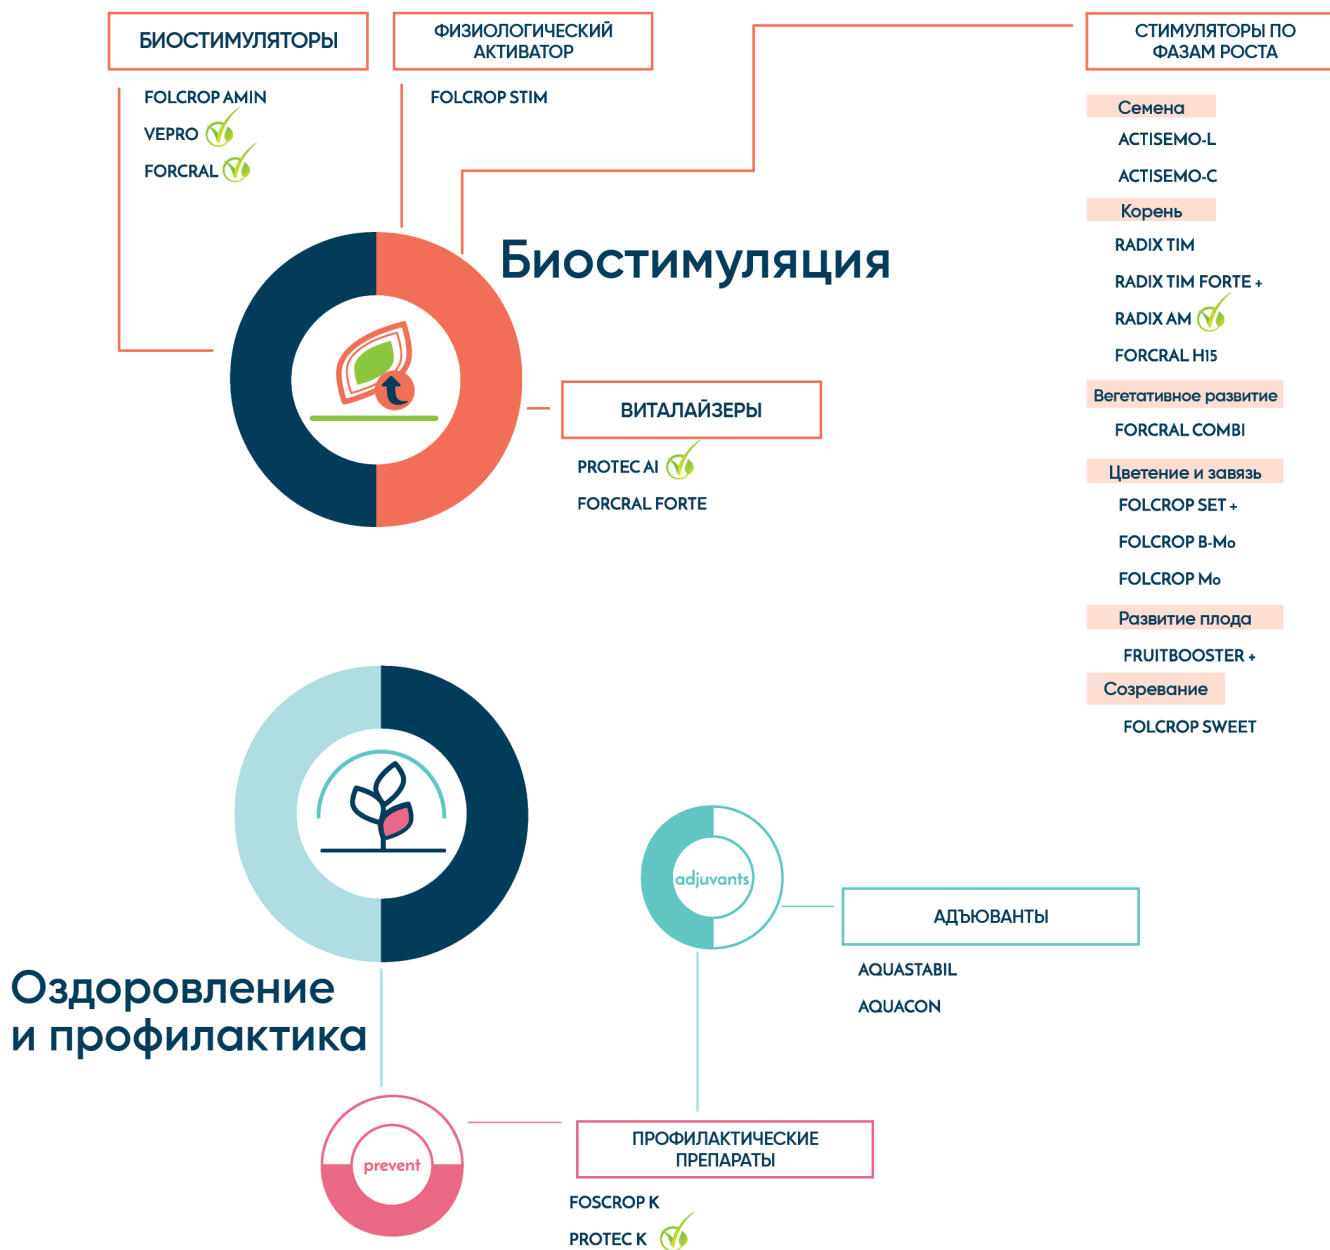 БИОСТИМУЛЯТОРЫ
FOLCROP AMIN
VEPRO
FORCRAL
ФИЗИОЛОГИЧЕСКИЙ
АКТИВАТОР
FOLCROP STIM
СТИМУЛЯТОРЫ ПО
ФАЗАМ РОСТА
Семена
ACTISEMO-L
ACTISEMO-C
Корень
RADIX TIM
RADIX TIM FORTE +
RADIX AM
FORCRAL H15
Вегетативное развитие
FORCRAL COMBI
Цветение и завязь
FOLCROP SET +
FOLCROP B-Mo
FOLCROP Mo
Развитие плода
FRUITBOOSTER +
Созревание
FOLCROP SWEET
Биостимуляция
ВИТАЛАЙЗЕРЫ
PROTEC AI
FORCRAL FORTE
Оздоровление
и профилактика
adjuvants
АДЪЮВАНТЫ
AQUASTABIL
AQUACON
prevent
ПРОФИЛАКТИЧЕСКИЕ
ПРЕПАРАТЫ
FOSCROP K
PROTEC K